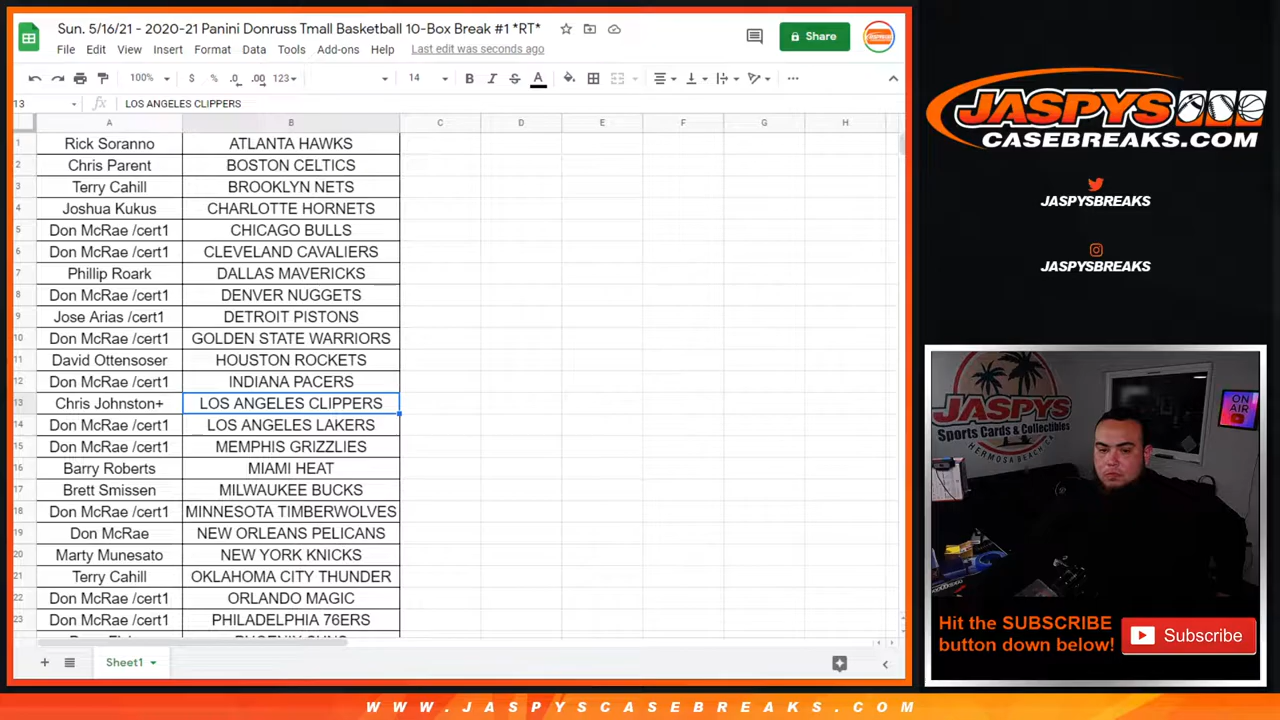 Sun. 5/16/21 - 2020-21 Panini Donruss Tmall Basketball 10-Box Break #1 *RT*
Share
File Edit View Insert Format Data Tools Add-ons Help Last edit was seconds ago
100% $ % .0 .00 123 14 B I S A
13 fx LOS ANGELES CLIPPERS
A B C D E F G H
1 Rick Soranno ATLANTA HAWKS
2 Chris Parent BOSTON CELTICS
3 Terry Cahill BROOKLYN NETS
4 Joshua Kukus CHARLOTTE HORNETS
5 Don McRae /cert1 CHICAGO BULLS
6 Don McRae /cert1 CLEVELAND CAVALIERS
7 Phillip Roark DALLAS MAVERICKS
8 Don McRae /cert1 DENVER NUGGETS
9 Jose Arias /cert1 DETROIT PISTONS
10 Don McRae /cert1 GOLDEN STATE WARRIORS
11 David Ottensoser HOUSTON ROCKETS
12 Don McRae /cert1 INDIANA PACERS
13 Chris Johnston+ LOS ANGELES CLIPPERS
14 Don McRae /cert1 LOS ANGELES LAKERS
15 Don McRae /cert1 MEMPHIS GRIZZLIES
16 Barry Roberts MIAMI HEAT
17 Brett Smissen MILWAUKEE BUCKS
18 Don McRae /cert1 MINNESOTA TIMBERWOLVES
19 Don McRae NEW ORLEANS PELICANS
20 Marty Munesato NEW YORK KNICKS
21 Terry Cahill OKLAHOMA CITY THUNDER
22 Don McRae /cert1 ORLANDO MAGIC
23 Don McRae /cert1 PHILADELPHIA 76ERS
PHOENIX SUNS
Sheet1
JASPYS
CASEBREAKS.COM
JASPYSBREAKS
JASPYSBREAKS
JASPYS
Sports Cards & Collectibles
HERMOSA BEACH CA
ON AIR
Hit the SUBSCRIBE
button down below!
Subscribe
WWW.JASPYSCASEBREAKS.COM